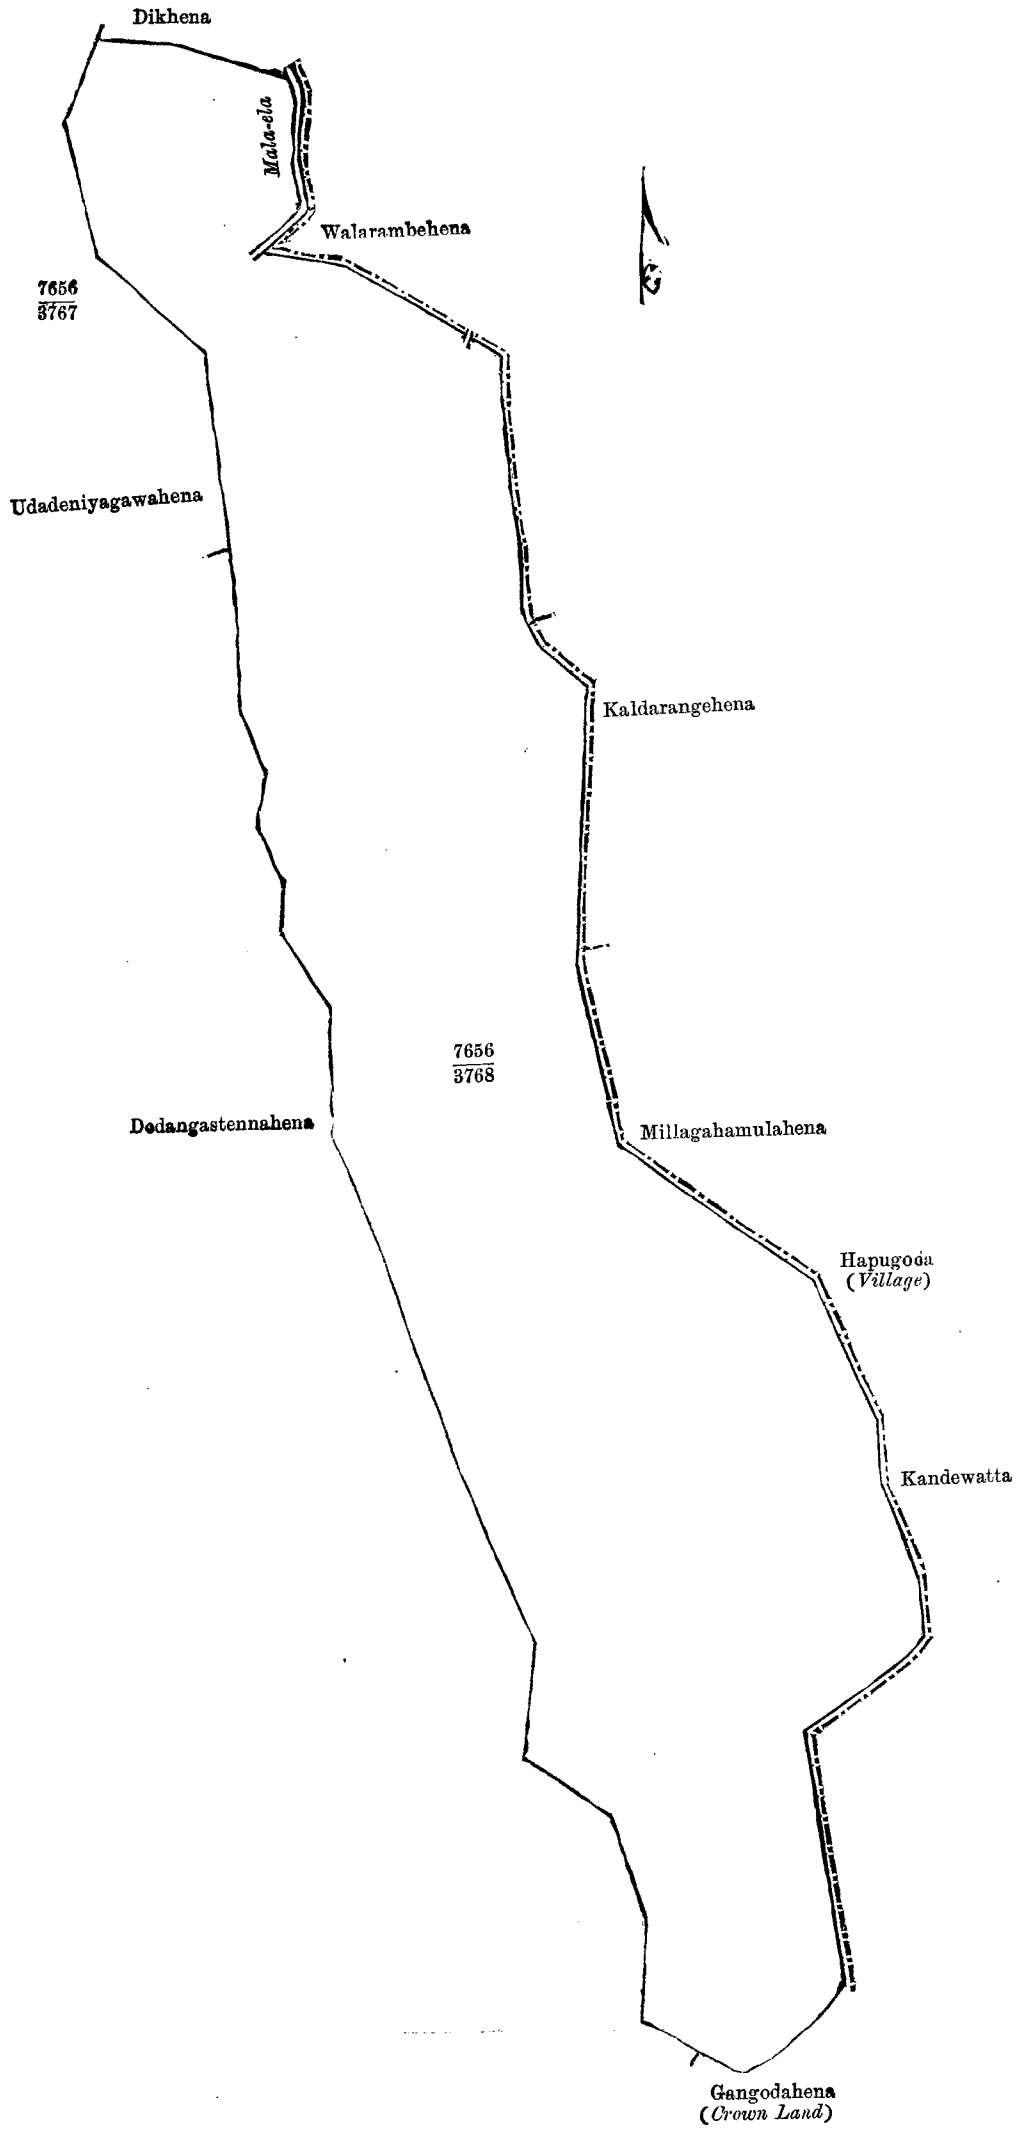 Dikhena
Mala-ela
Walarambehena
7656
3767
Udadeniyagawahena
Kaldarangehena
7656
3768
Dodangastennahena
Millagahamulahena
Hapugoda
(Village)
Kandewatta
Gangodahena
(Crown Land)